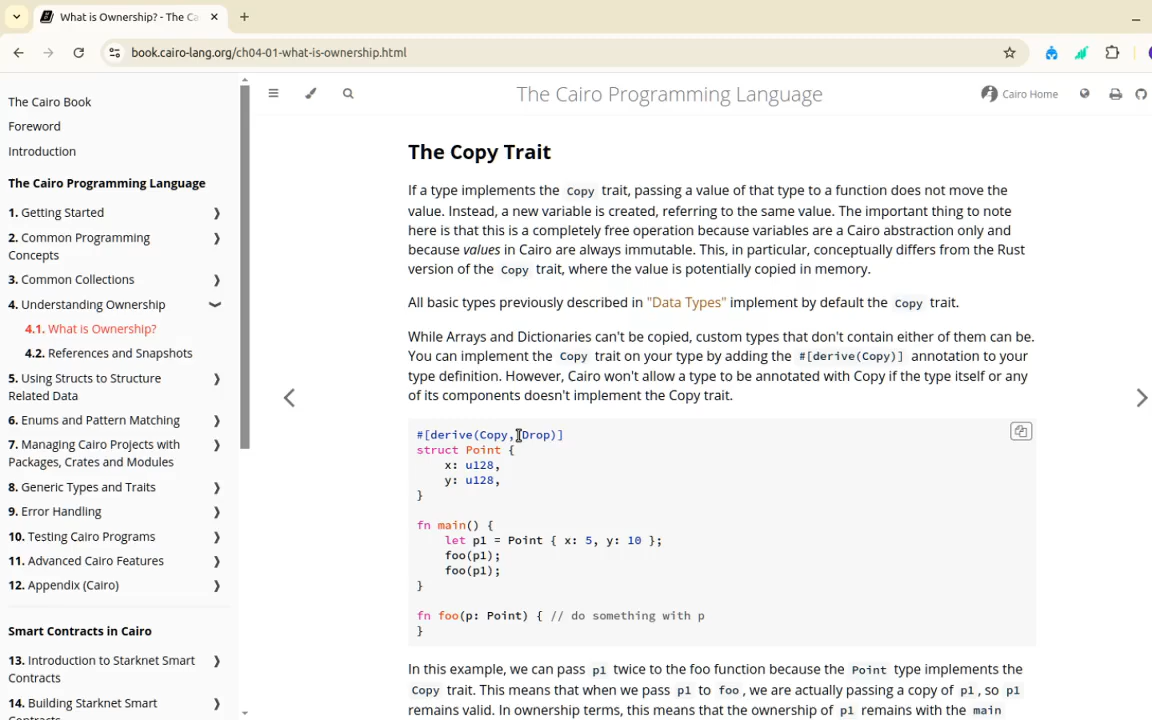 What is Ownership? - The Ca
book.cairo-lang.org/ch04-01-what-is-ownership.html
The Cairo Book
Foreword
Introduction
The Cairo Programming Language
1. Getting Started
2. Common Programming
Concepts
3. Common Collections
4. Understanding Ownership
4.1. What is Ownership?
4.2. References and Snapshots
5. Using Structs to Structure
Related Data
6. Enums and Pattern Matching
7. Managing Cairo Projects with
Packages, Crates and Modules
8. Generic Types and Traits
9. Error Handling
10. Testing Cairo Programs
11. Advanced Cairo Features
12. Appendix (Cairo)
Smart Contracts in Cairo
13. Introduction to Starknet Smart
Contracts
14. Building Starknet Smart
Contracts
The Cairo Programming Language
Cairo Home
The Copy Trait
If a type implements the Copy trait, passing a value of that type to a function does not move the
value. Instead, a new variable is created, referring to the same value. The important thing to note
here is that this is a completely free operation because variables are a Cairo abstraction only and
because values in Cairo are always immutable. This, in particular, conceptually differs from the Rust
version of the Copy trait, where the value is potentially copied in memory.
All basic types previously described in "Data Types" implement by default the Copy trait.
While Arrays and Dictionaries can't be copied, custom types that don't contain either of them can be.
You can implement the Copy trait on your type by adding the #[derive(Copy)] annotation to your
type definition. However, Cairo won't allow a type to be annotated with Copy if the type itself or any
of its components doesn't implement the Copy trait.
#[derive(Copy, Drop)]
struct Point {
    x: u128,
    y: u128,
}
fn main() {
    let p1 = Point { x: 5, y: 10 };
    foo(p1);
    foo(p1);
}
fn foo(p: Point) { // do something with p
}
In this example, we can pass p1 twice to the foo function because the Point type implements the
Copy trait. This means that when we pass p1 to foo, we are actually passing a copy of p1, so p1
remains valid. In ownership terms, this means that the ownership of p1 remains with the main